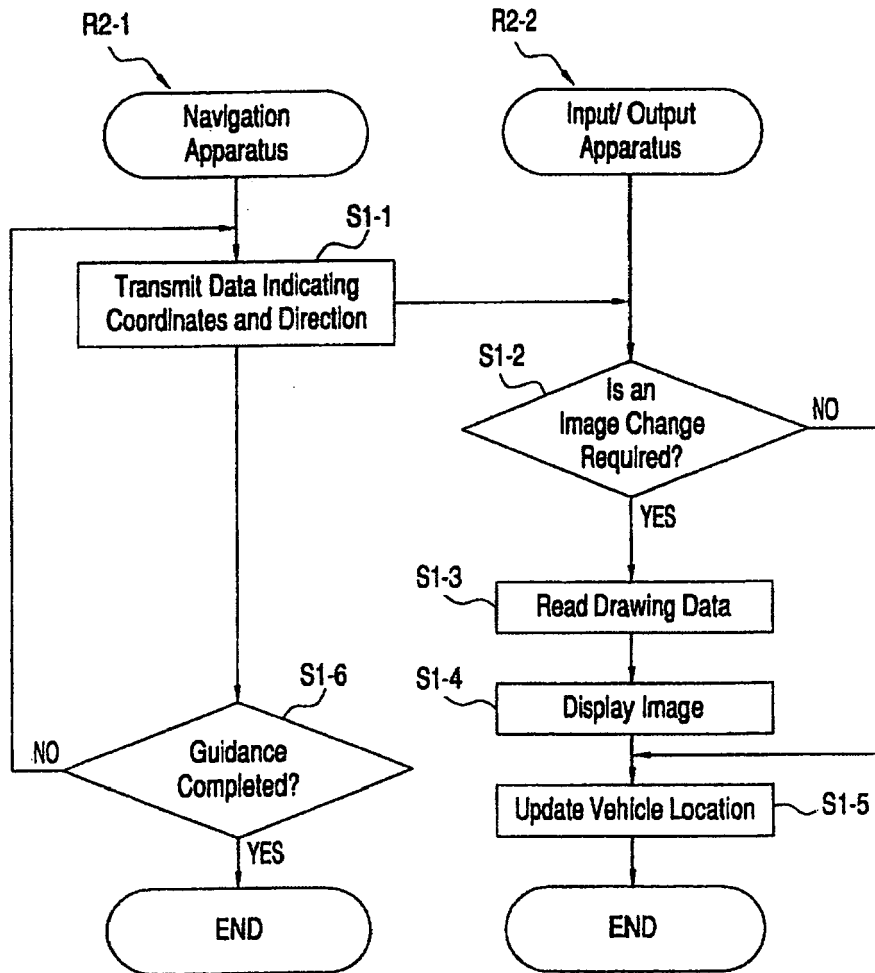 R2-1
R2-2
Navigation
Apparatus
Input/ Output
Apparatus
S1-1
Transmit Data Indicating
Coordinates and Direction
S1-2
Is an
Image Change
Required?
NO
YES
S1-3
Read Drawing Data
S1-4
Display Image
S1-6
Guidance
Completed?
NO
YES
Update Vehicle Location
S1-5
END
END